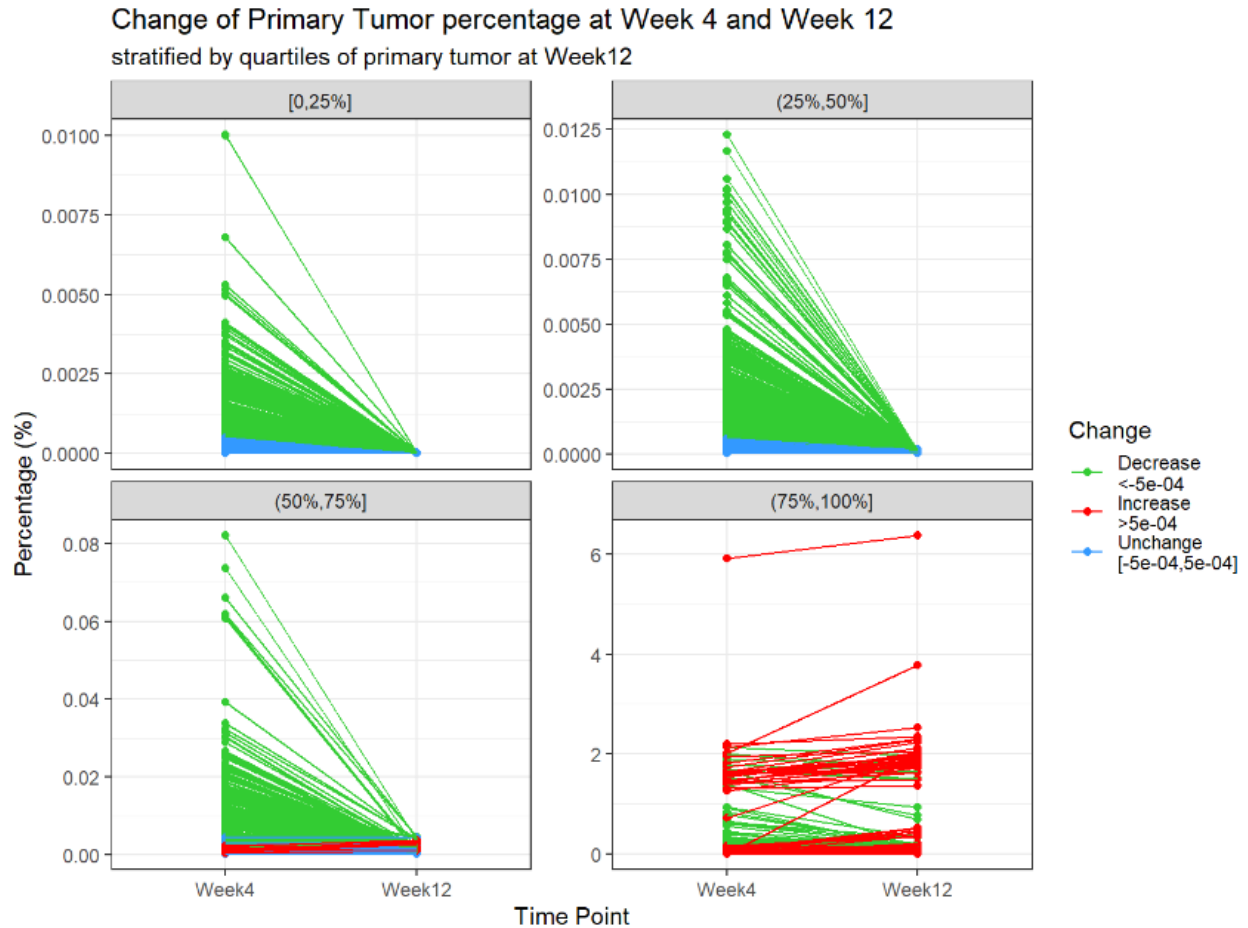 Change of Primary Tumor percentage at Week 4 and Week 12
stratified by quartiles of primary tumor at Week12
[0,25%]
(25%,50%]
0.0100
0.0075
0.0050
0.0025
0.0000
0.0125
0.0100
0.0075
0.0050
0.0025
0.0000
Percentage (%)
(50%,75%]
(75%,100%]
0.08
0.06
0.04
0.02
0.00
6
4
2
0
Week4
Week12
Week4
Week12
Time Point
Change
Decrease
<-5e-04
Increase
>5e-04
Unchange
[-5e-04,5e-04]